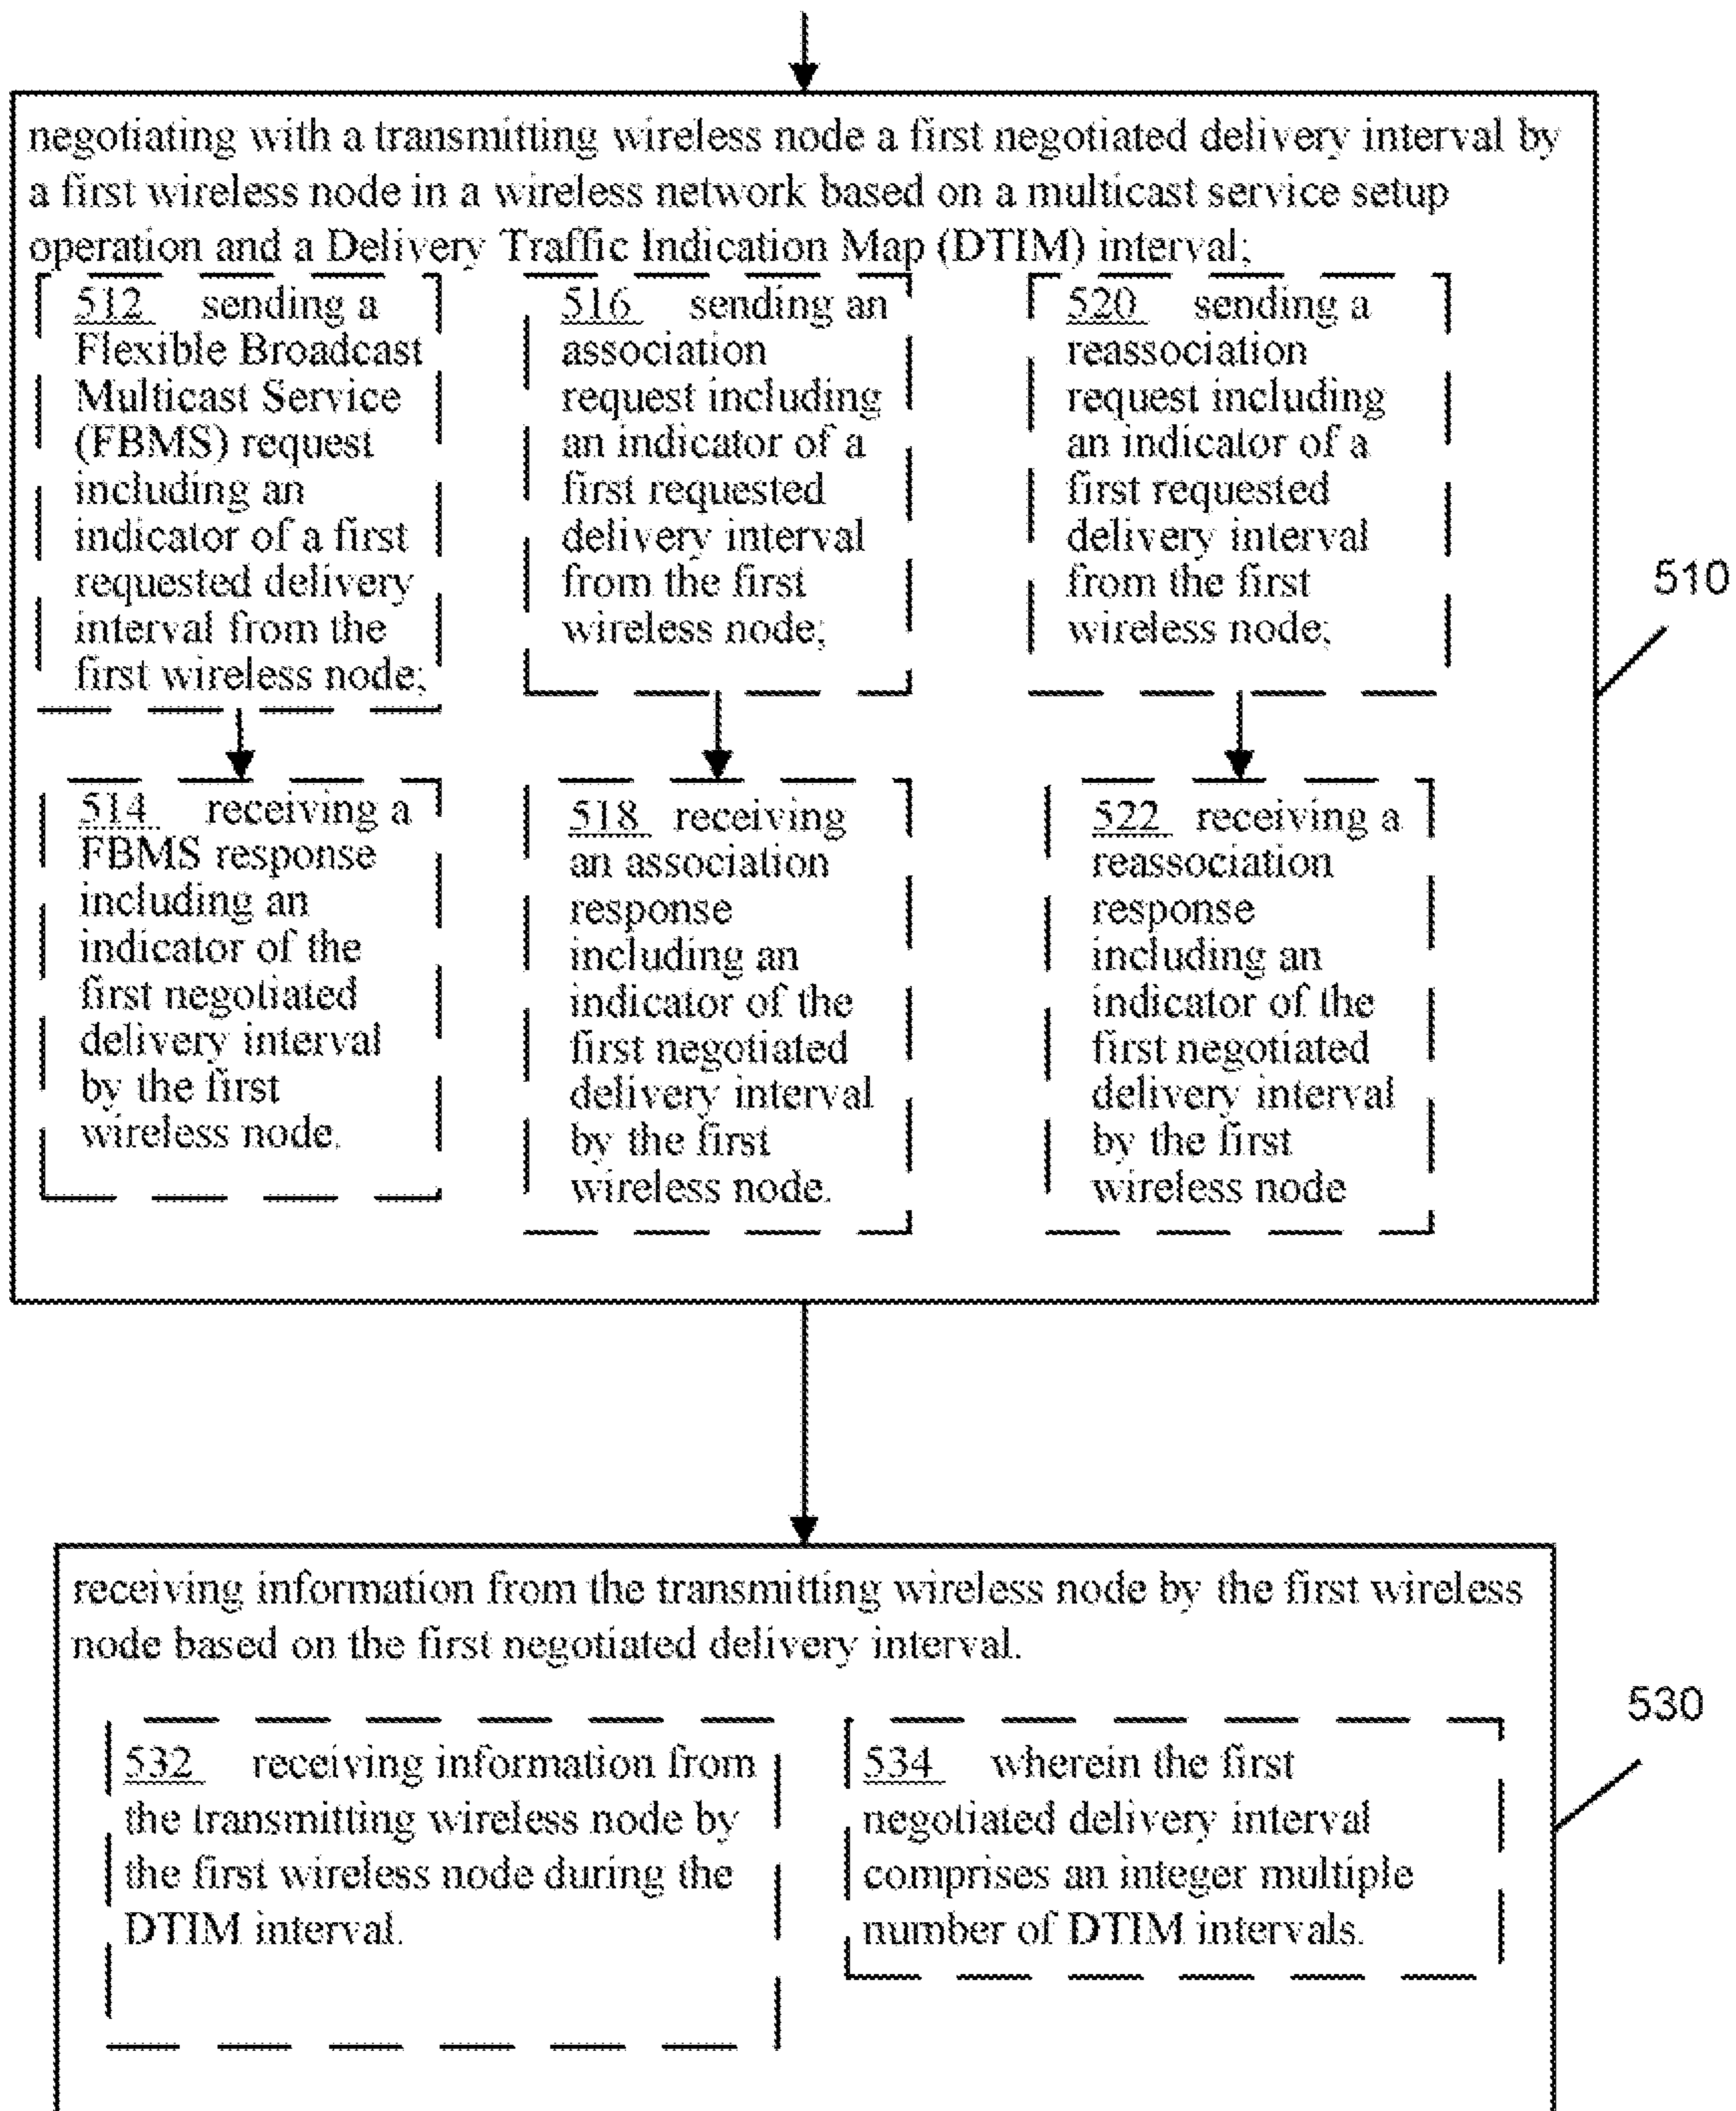 negotiating with a transmitting wireless node a first negotiated delivery interval by
a first wireless node in a wireless network based on a multicast service setup
operation and a Delivery Traffic Indication Map (DTIM) interval;
512 sending a
Flexible Broadcast
Multicast Service
(FBMS) request
including an
indicator of a first
requested delivery
interval from the
first wireless node;
516 sending an
association
request including
an indicator of a
first requested
delivery interval
from the first
wireless node;
520 sending a
reassociation
request including
an indicator of a
first requested
delivery interval
from the first
wireless node;
510
514 receiving a
FBMS response
including an
indicator of the
first negotiated
delivery interval
by the first
wireless node.
518 receiving
an association
response
including an
indicator of the
first negotiated
delivery interval
by the first
wireless node.
522 receiving a
reassociation
response
including an
indicator of the
first negotiated
delivery interval
by the first
wireless node
receiving information from the transmitting wireless node by the first wireless
node based on the first negotiated delivery interval.
530
532 receiving information from
the transmitting wireless node by
the first wireless node during the
DTIM interval.
534 wherein the first
negotiated delivery interval
comprises an integer multiple
number of DTIM intervals.